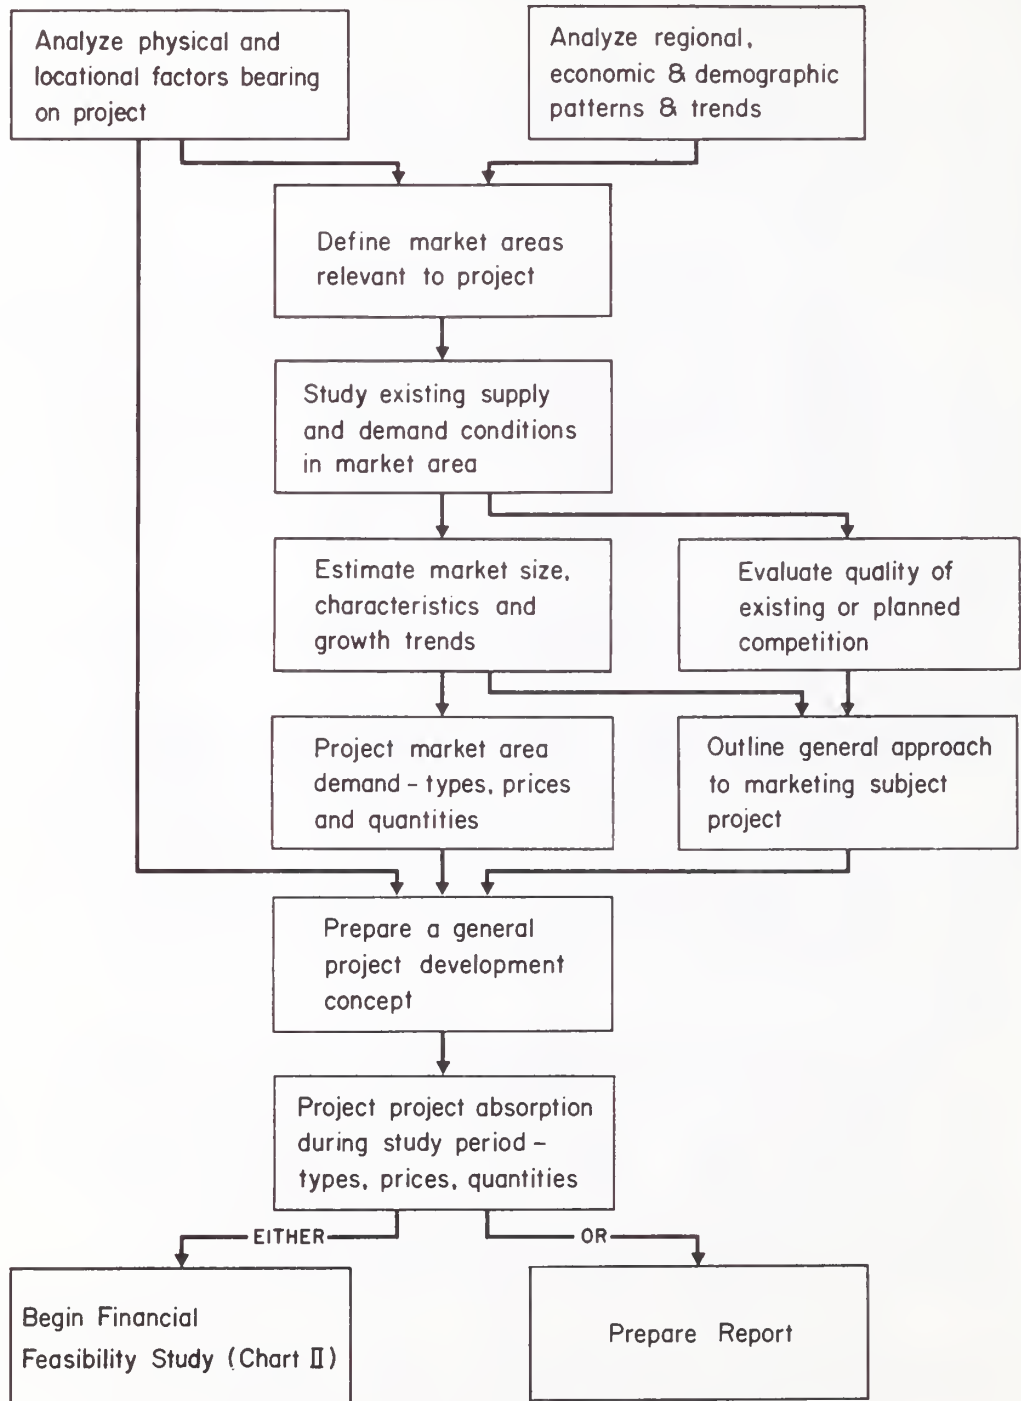 Analyze physical and
locational factors bearing
on project
Analyze regional,
economic & demographic
patterns & trends
Define market areas
relevant to project
Study existing supply
and demand conditions
in market area
Estimate market size,
characteristics and
growth trends
Evaluate quality of
existing or planned
competition
Project market area
demand - types, prices
and quantities
Outline general approach
to marketing subject
project
Prepare a general
project development
concept
Project project absorption
during study period -
types, prices, quantities
EITHER
OR
Begin Financial
Feasibility Study (Chart II)
Prepare Report